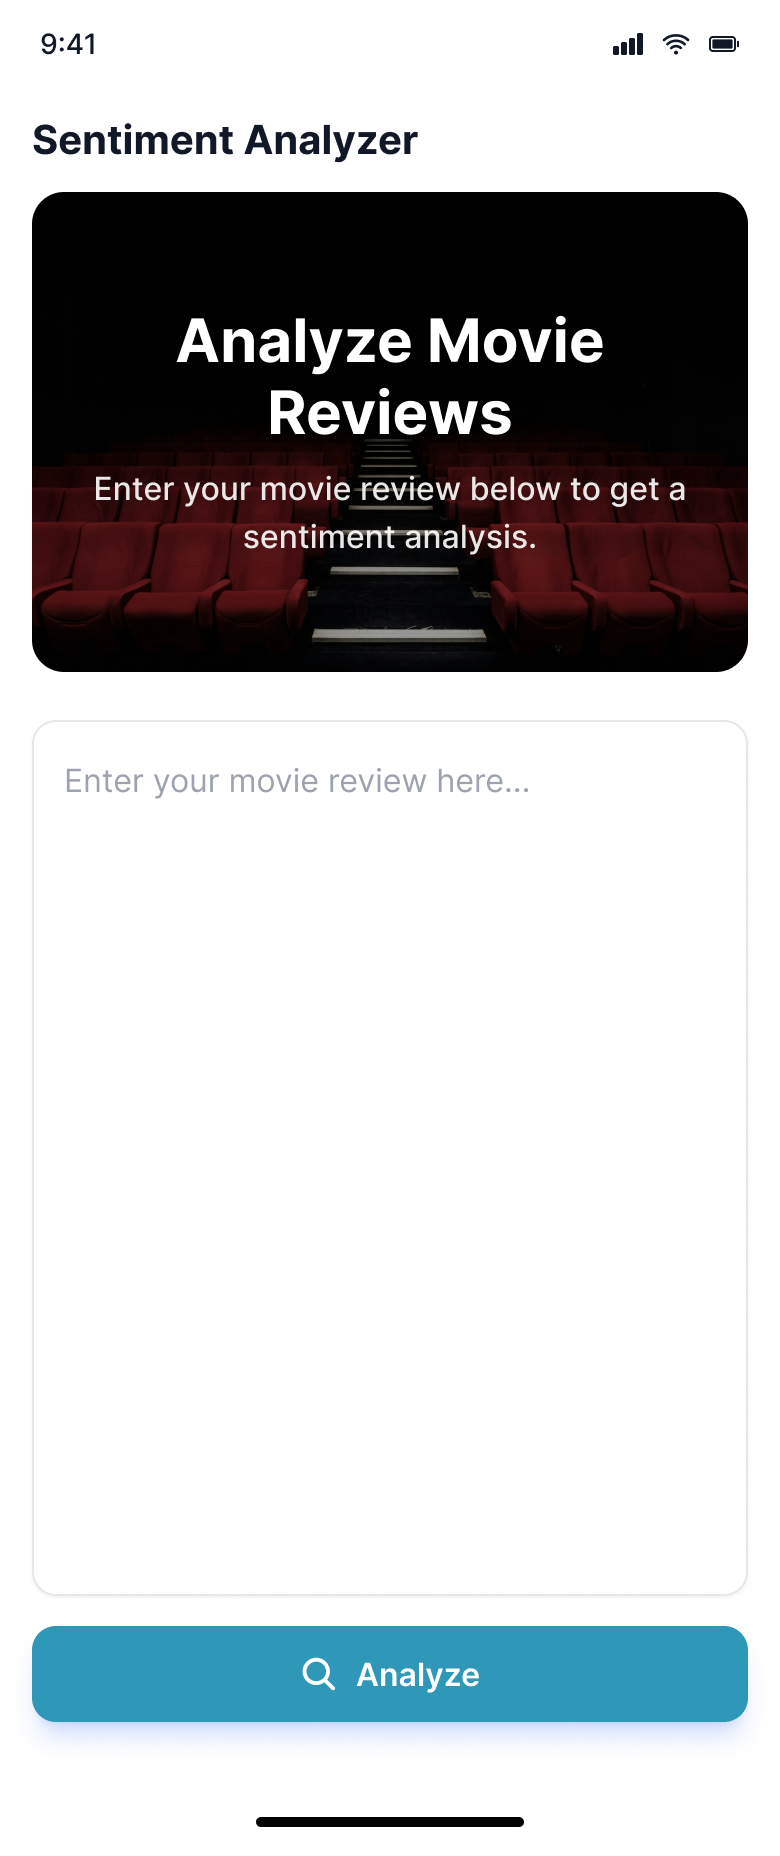 9:41
Sentiment Analyzer
Analyze Movie
Reviews
Enter your movie review below to get a
sentiment analysis.
Enter your movie review here...
Analyze